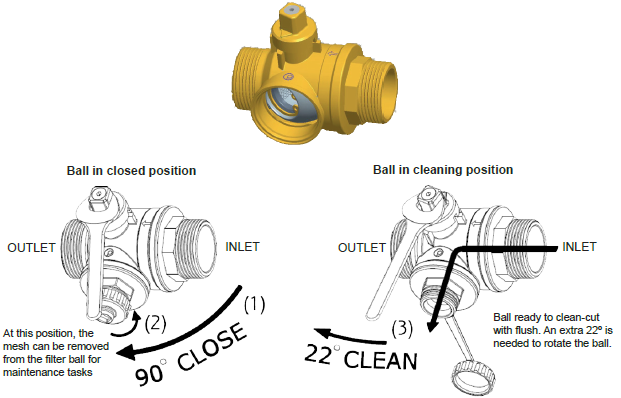 Ball in closed position
OUTLET
INLET
(1)
(2)
90° CLOSE
At this position, the
mesh can be removed
from the filter ball for
maintenance tasks
Ball in cleaning position
OUTLET
INLET
(3)
22° CLEAN
Ball ready to clean-cut
with flush. An extra 22º is
needed to rotate the ball.